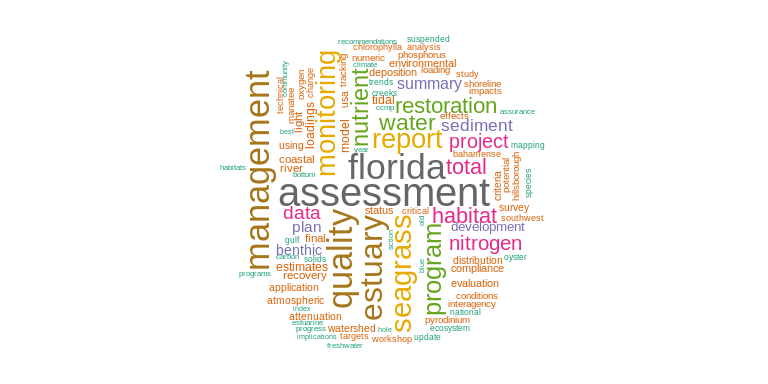 recommendations
suspended
chlorophylla
analysis
phosphorus
numeric
environmental
climate
deposition
loading
study
trends
summary
shoreline
impacts
creeks
tidal
restoration
ccmp
assurance
effects
water
sediment
monitoring
nutrient
tracking
usa
model
year
change
oxygen
loadings
light
manatee
technical
community
best
using
report
project
mapping
bahamense
management
coastal
river
habitats
bottom
florida
total
assessment
potential
hillsborough
criteria
species
data
status
critical
habitat
survey
southwest
plan
quality
estuary
action
seagrass
old
blue
program
development
gulf
final
benthic
nitrogen
oyster
carbon
solids
estimates
distribution
compliance
programs
recovery
application
evaluation
atmospheric
conditions
interagency
index
national
attenuation
estuarine
pyrodinium
progress
watershed
hole
ecosystem
implications
targets
workshop
update
freshwater